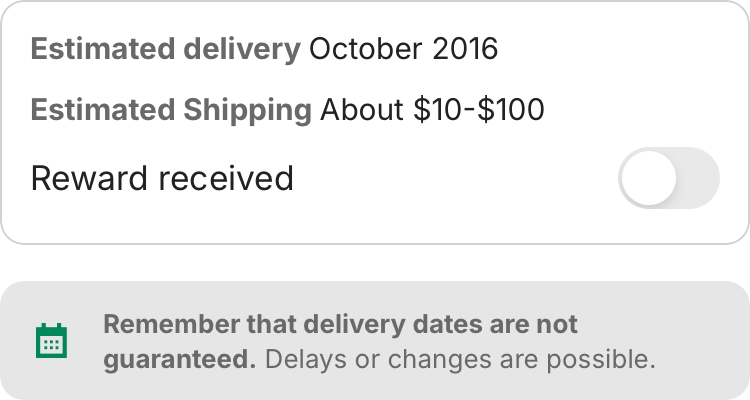 Estimated delivery October 2016
Estimated Shipping About $10-$100
Reward received
Remember that delivery dates are not
guaranteed. Delays or changes are possible.